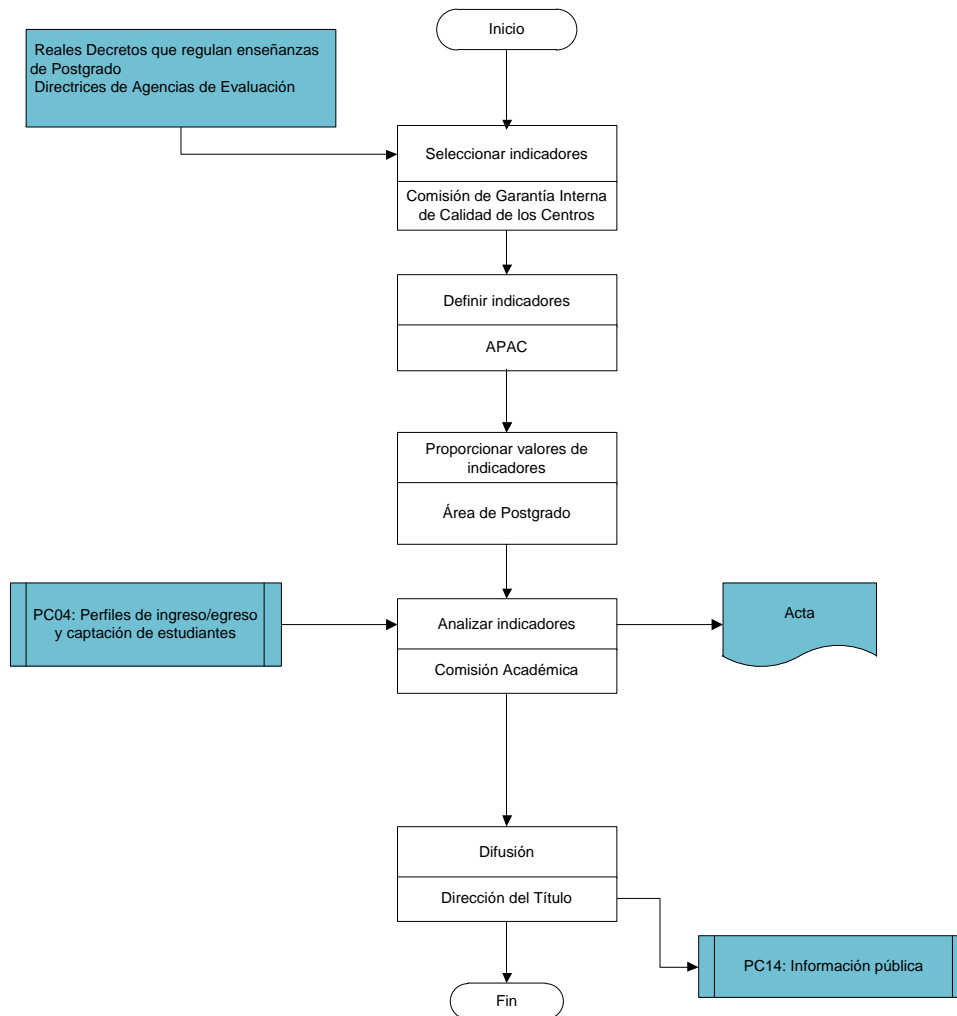 Inicio
Reales Decretos que regulan enseñanzas
de Postgrado
Directrices de Agencias de Evaluación
Seleccionar indicadores
Comisión de Garantía Interna
de Calidad de los Centros
Definir indicadores
APAC
Proporcionar valores de
indicadores
Área de Postgrado
PC04: Perfiles de ingreso/egreso
y captación de estudiantes
Analizar indicadores
Comisión Académica
Acta
Difusión
Dirección del Título
PC14: Información pública
Fin